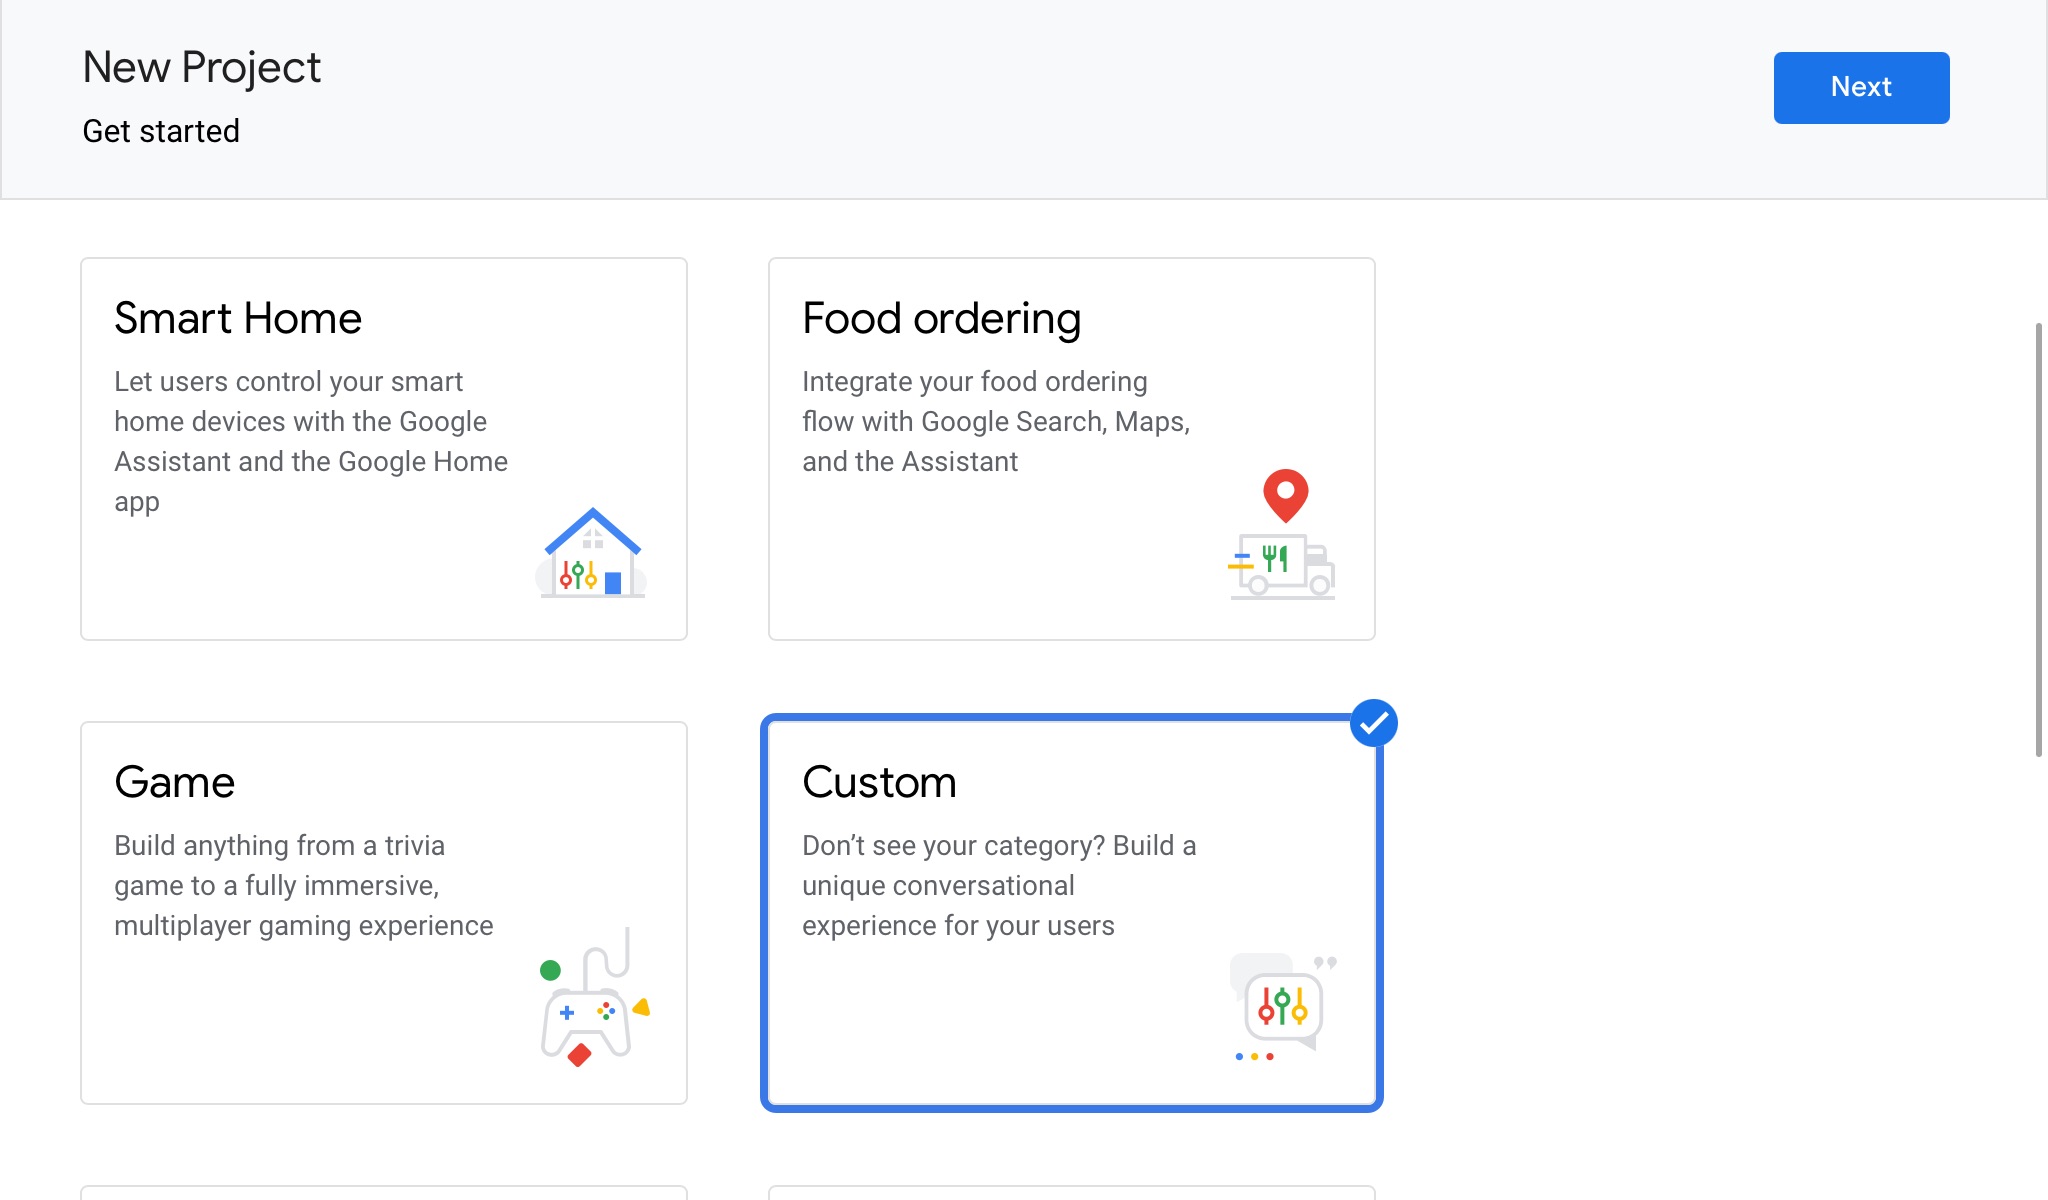 New Project
Get started
Next
Smart Home
Let users control your smart
home devices with the Google
Assistant and the Google Home
app
Food ordering
Integrate your food ordering
flow with Google Search, Maps,
and the Assistant
Game
Build anything from a trivia
game to a fully immersive,
multiplayer gaming experience
Custom
Don’t see your category? Build a
unique conversational
experience for your users